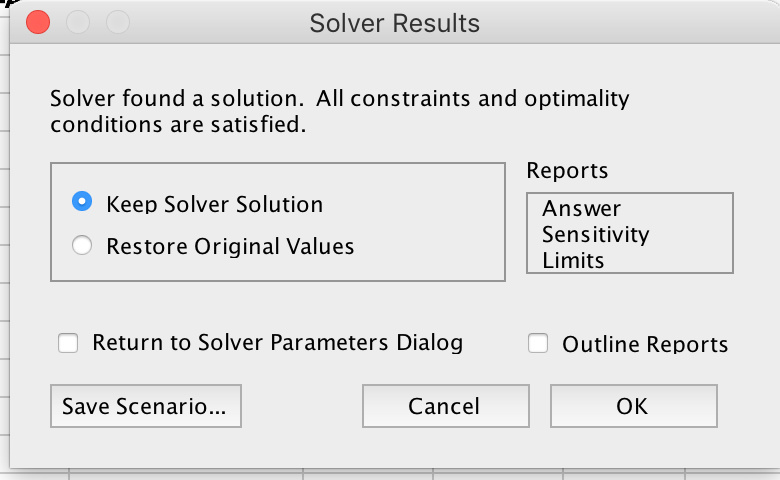 Solver Results
Solver found a solution.  All constraints and optimality
conditions are satisfied.
Keep Solver Solution
Restore Original Values
Reports
Answer
Sensitivity
Limits
Return to Solver Parameters Dialog
Outline Reports
Save Scenario...
Cancel
OK